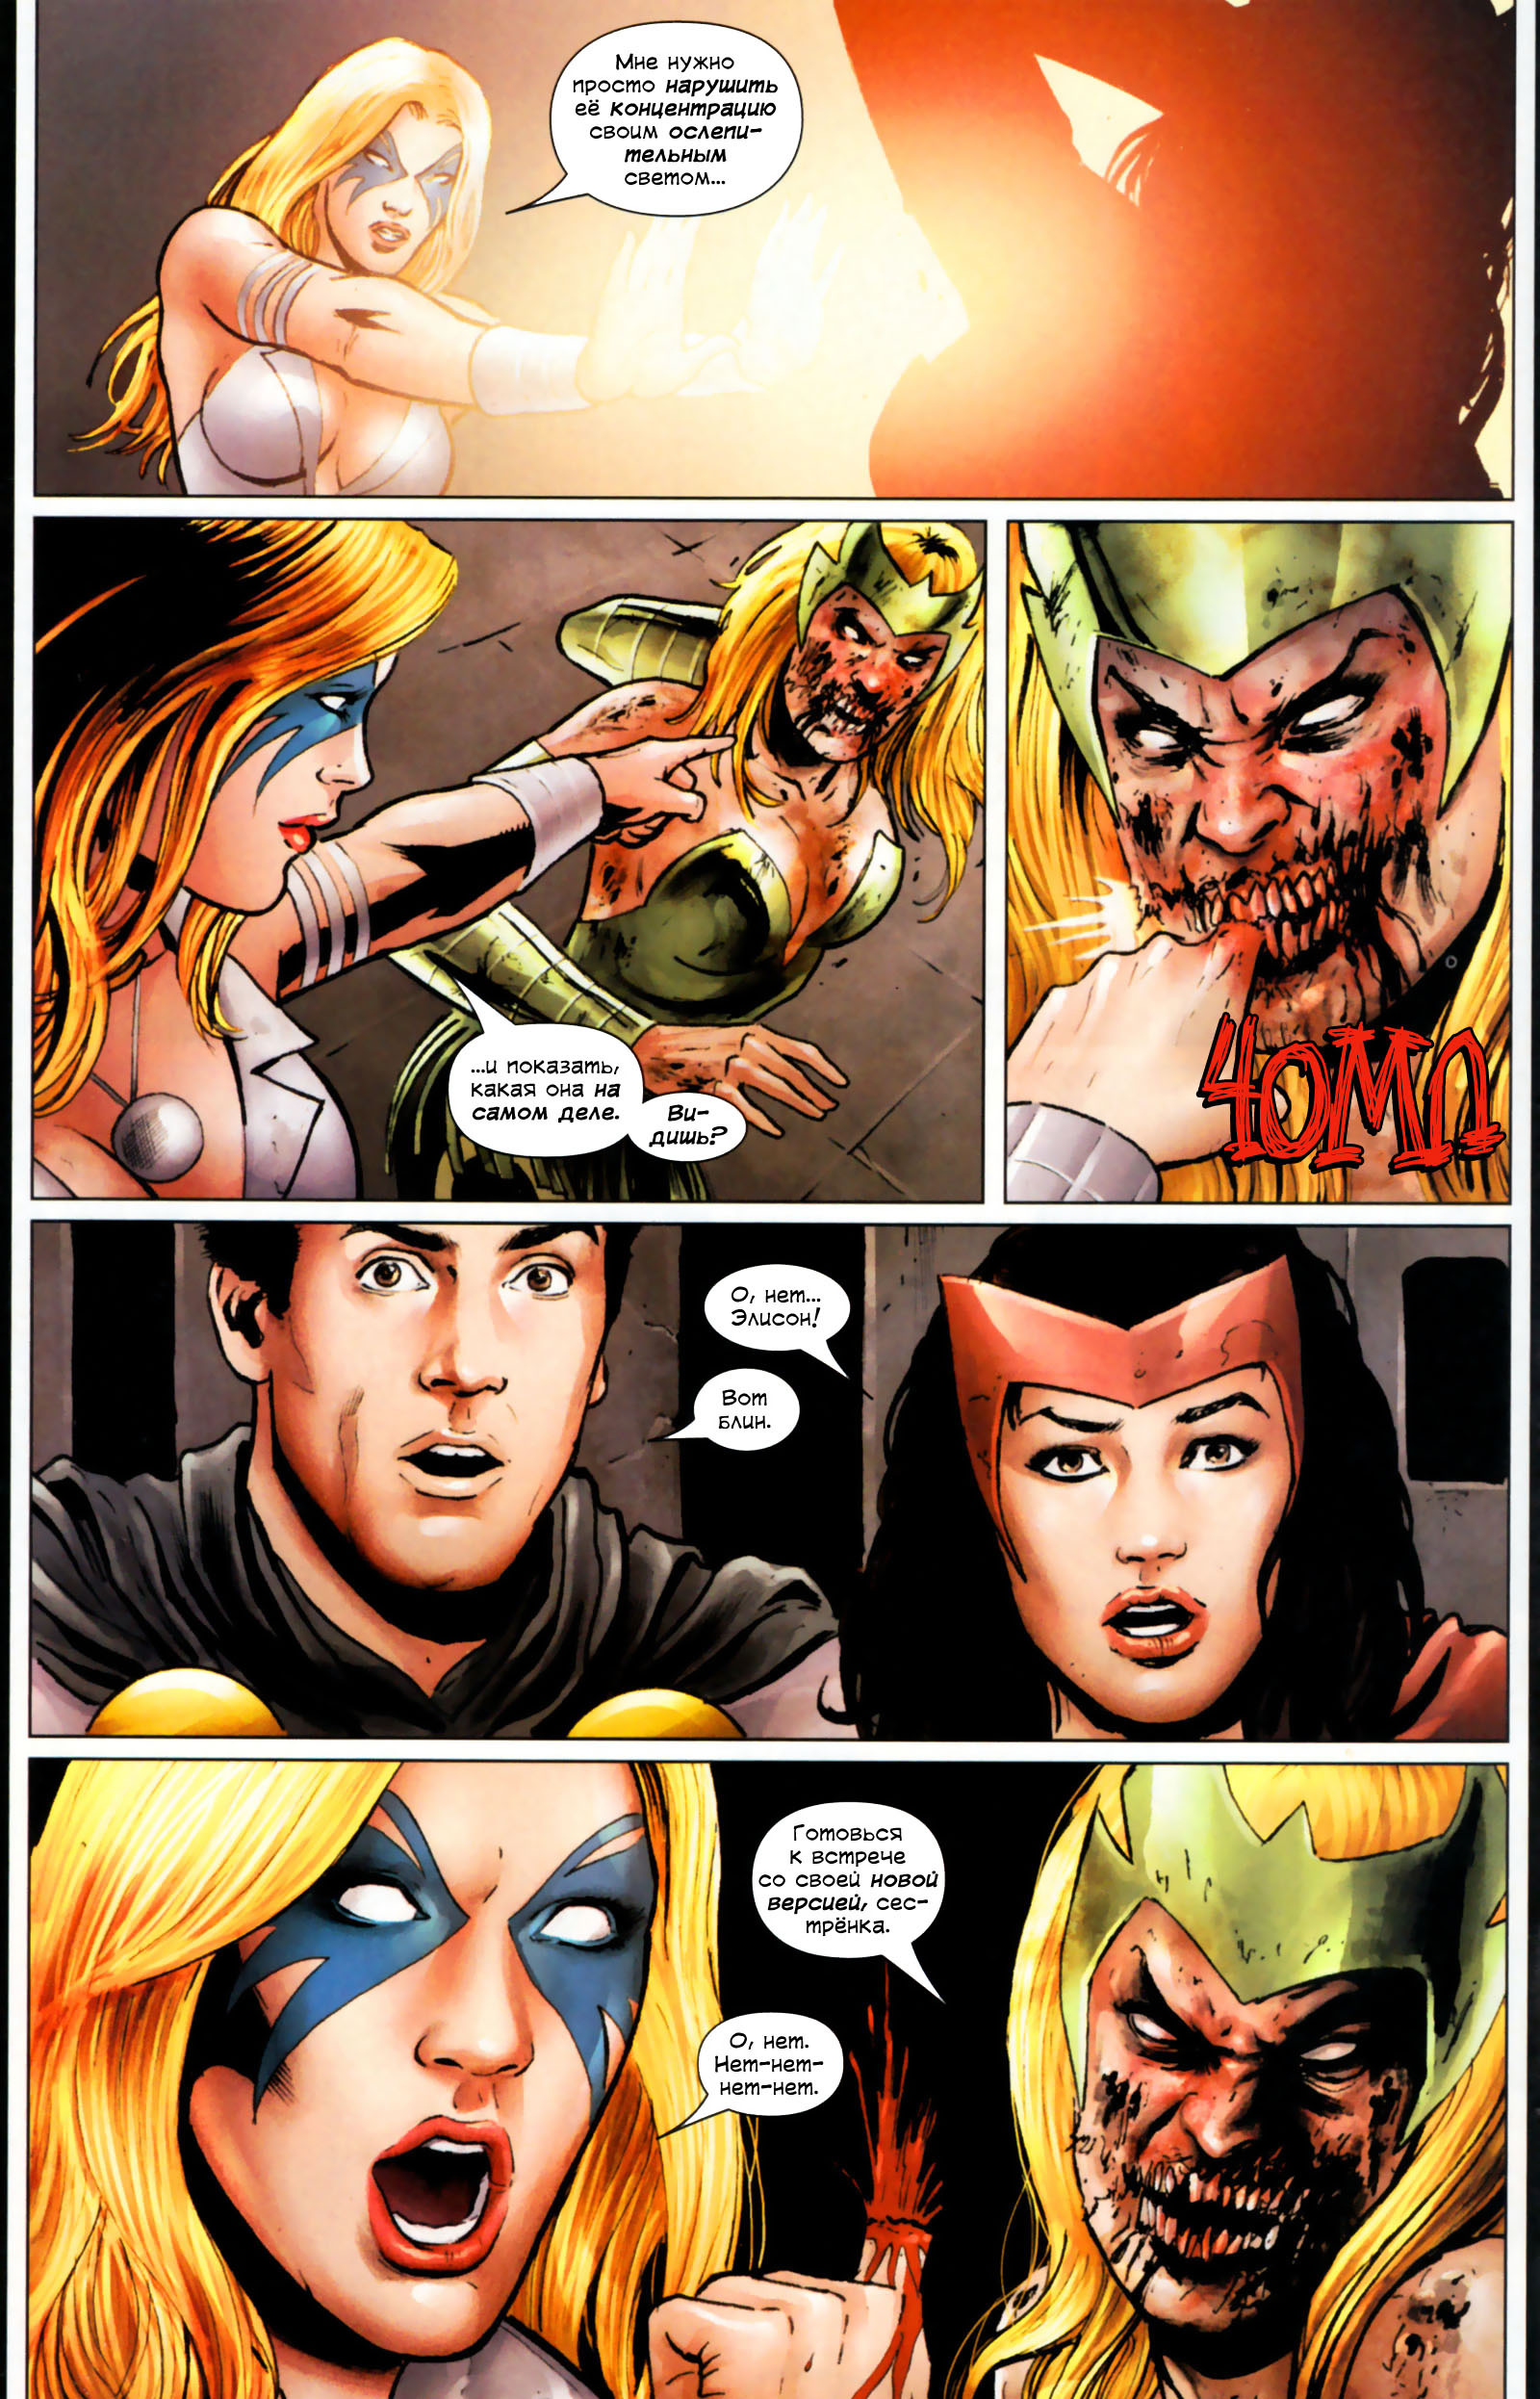 Мне нужно
просто нарушить
её концентрацию
своим ослепи-
тельным
светом...
...и показать,
какая она на
самом деле.
Ви-
дишь?
ЧОМП
О, нет...
Элисон!
Вот
блин.
Готовься
к встрече
со своей новой
версией, сес-
трёнка.
О, нет.
Нет-нет-
нет-нет.